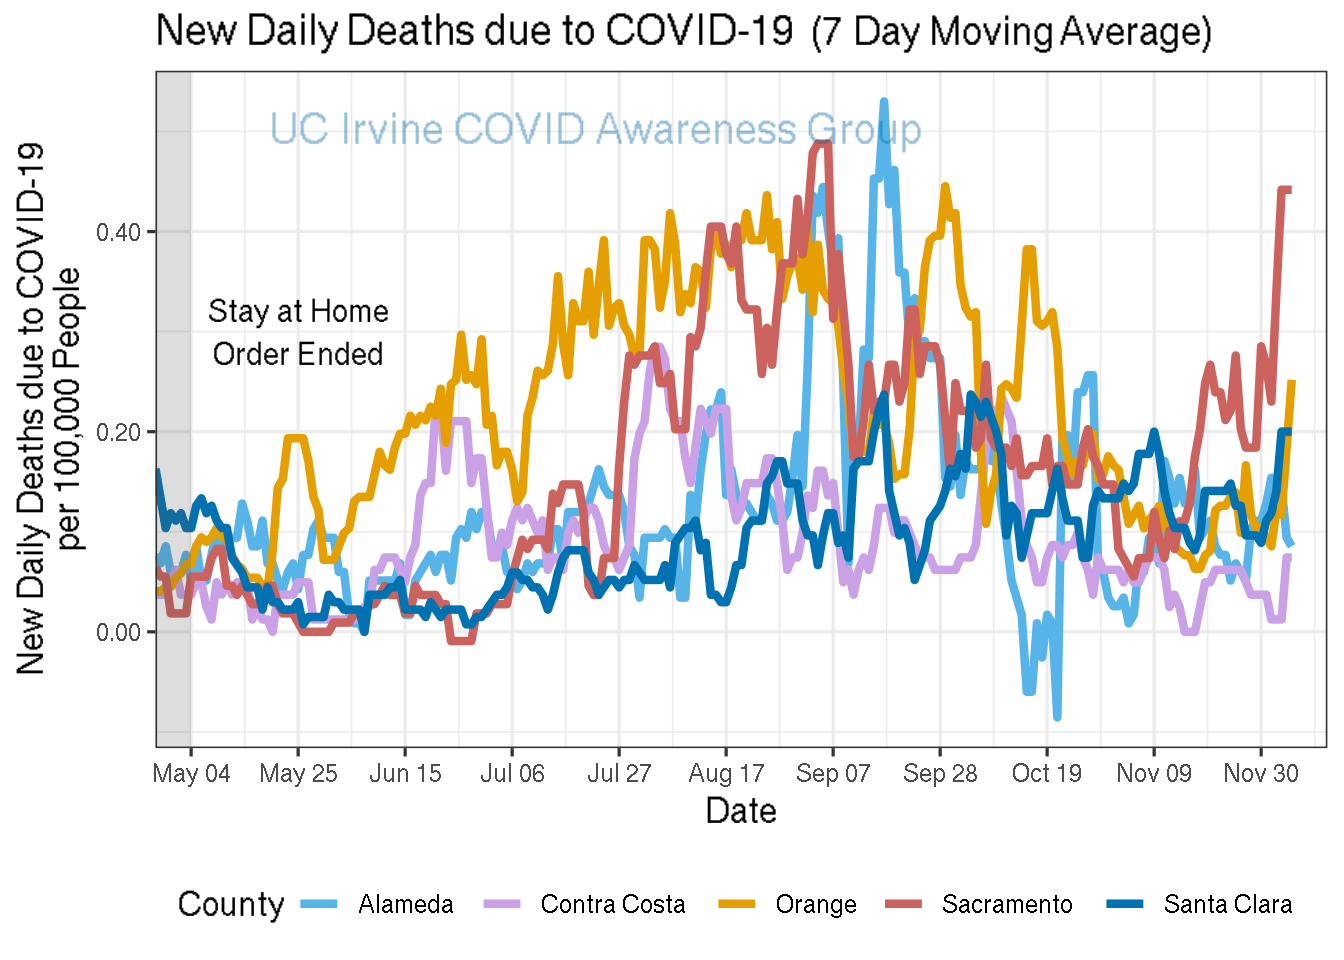 New Daily Deaths due to COVID-19 (7 Day Moving Average)
UC Irvine COVID Awareness Group
New Daily Deaths due to COVID-19
per 100,000 People
0.40
0.20
0.00
Stay at Home
Order Ended
May 04 May 25 Jun 15 Jul 06 Jul 27 Aug 17 Sep 07 Sep 28 Oct 19 Nov 09 Nov 30
Date
County Alameda Contra Costa Orange Sacramento Santa Clara